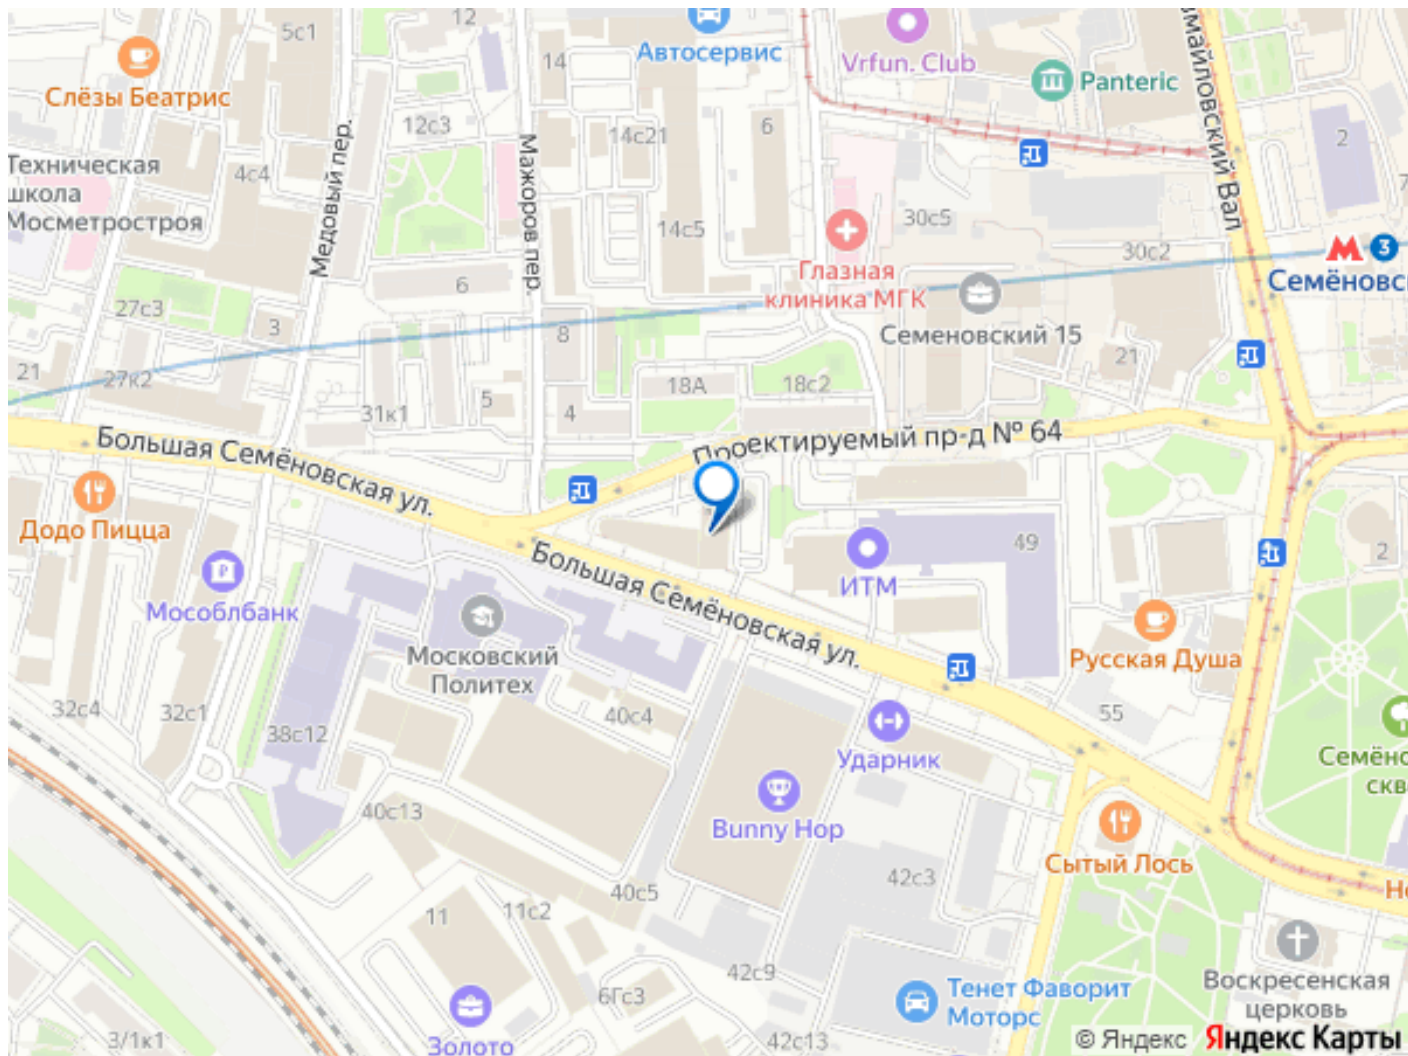 5с1
12
Автосервис
Vrfun. Club
Измайловский Вал
Слёзы Беатрис
14
Panteric
12с3
14с21
6
2
Техническая
школа
Мосметростроя
4с4
Медовый пер.
Мажоров пер.
14с5
30с5
30с2
3
Семёновс
Глазная
клиника МГК
27с3
3
6
8
Семеновский 15
21
27к2
31к1
5
4
18А
18с2
21
Большая Семёновская ул.
Проектируемый пр-д № 64
Додо Пицца
Большая Семёновская ул.
49
2
Мособлбанк
ИТМ
Московский
Политех
Русская Душа
32с4
32с1
38с12
40с4
55
Ударник
Семёно
скв
40с13
Bunny Hop
Сытый Лось
42с3
40с5
11
11с2
Не
42с9
6Гс3
Тенет Фаворит
Моторс
Воскресенская
церковь
3/1к1
Золото
42с13
© Яндекс Яндекс Карты